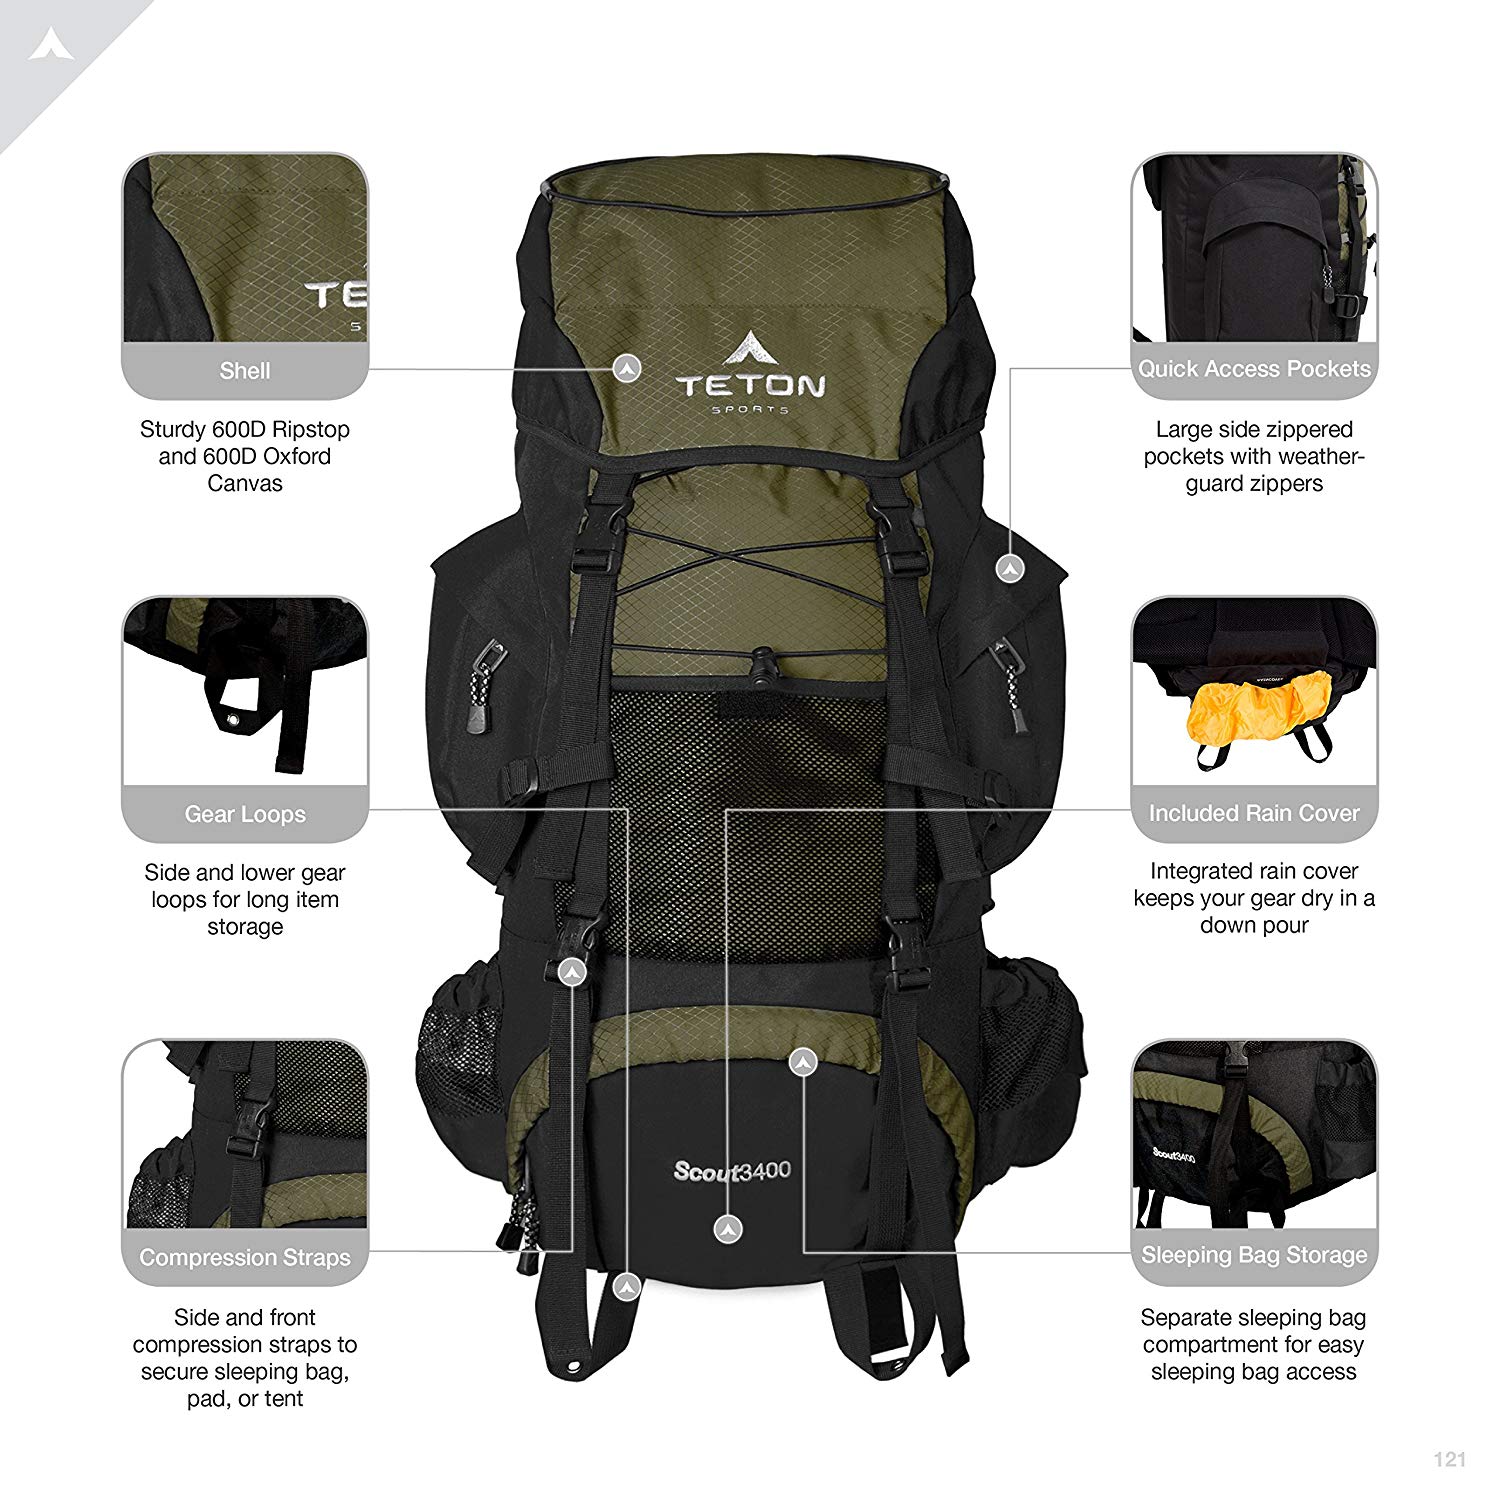 TE
S
Shell
Sturdy 600D Ripstop
and 600D Oxford
Canvas
Gear Loops
Side and lower gear
loops for long item
storage
Compression Straps
Side and front
compression straps to
secure sleeping bag,
pad, or tent
TETON
SPORTS
Scout3400
Quick Access Pockets
Large side zippered
pockets with weather-
guard zippers
Included Rain Cover
Integrated rain cover
keeps your gear dry in a
down pour
Scout3400
Sleeping Bag Storage
Separate sleeping bag
compartment for easy
sleeping bag access
121